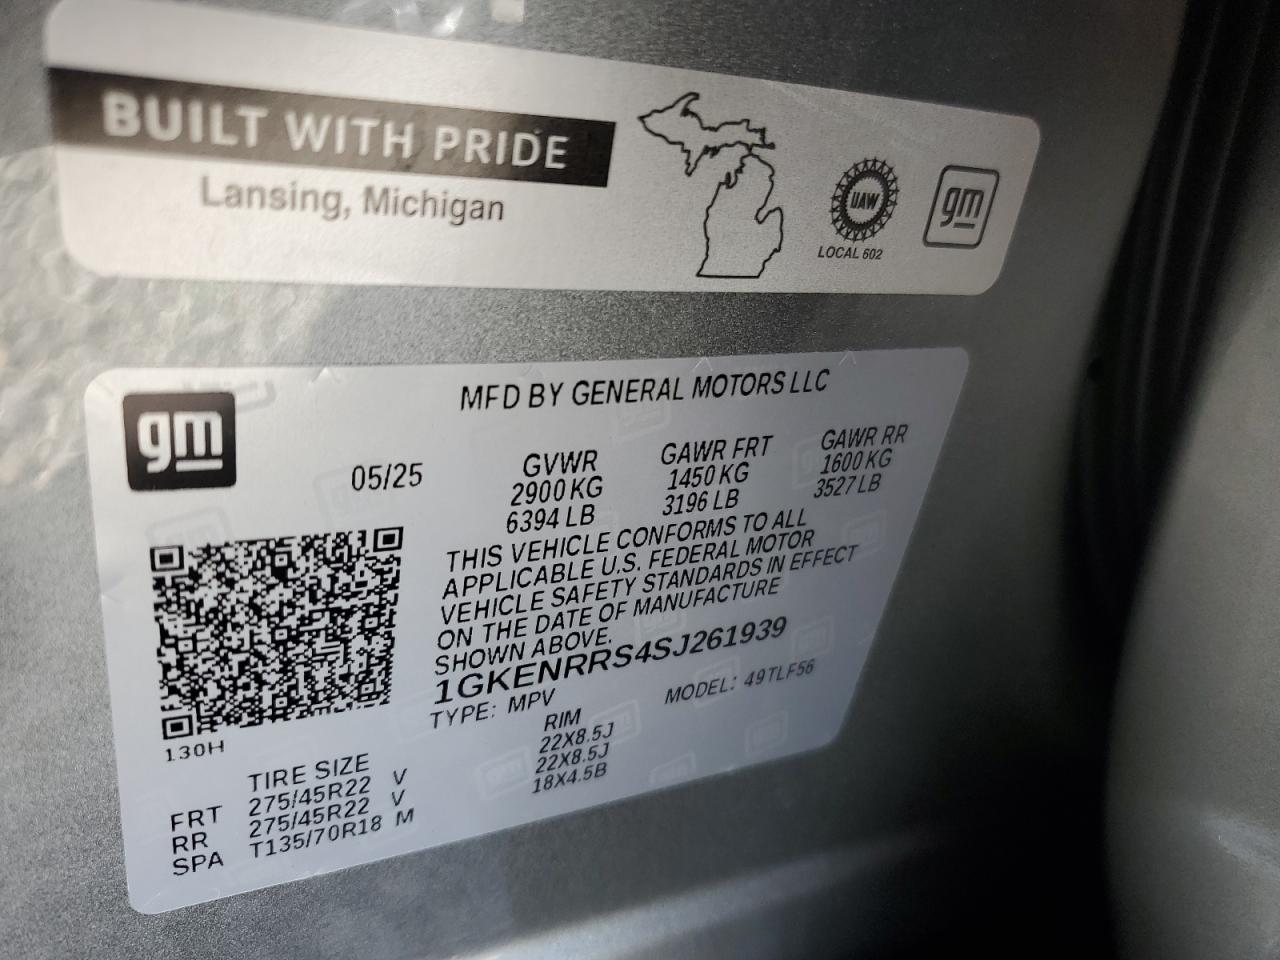 BUILT WITH PRIDE
Lansing, Michigan
UAW
LOCAL 602
gm
gm
MFD BY GENERAL MOTORS LLC
05/25
GVWR
2900 KG
6394 LB
GAWR FRT
1450 KG
3196 LB
GAWR RR
1600 KG
3527 LB
THIS VEHICLE CONFORMS TO ALL
APPLICABLE U.S. FEDERAL MOTOR
VEHICLE SAFETY STANDARDS IN EFFECT
ON THE DATE OF MANUFACTURE
SHOWN ABOVE.
1GKENRRS4SJ261939
TYPE: MPV
MODEL: 49TLF56
130H
TIRE SIZE RIM
FRT 275/45R22 V 22X8.5J
RR 275/45R22 V 22X8.5J
SPA T135/70R18 M 18X4.5B